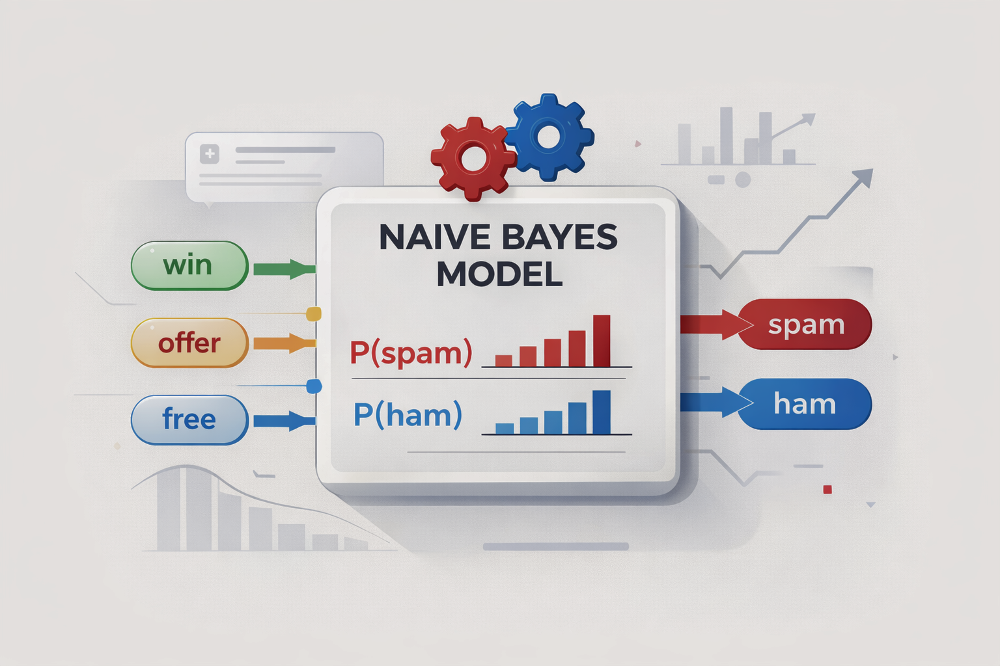 NAIVE BAYES
MODEL
win
offer
free
P(spam)
P(ham)
spam
ham